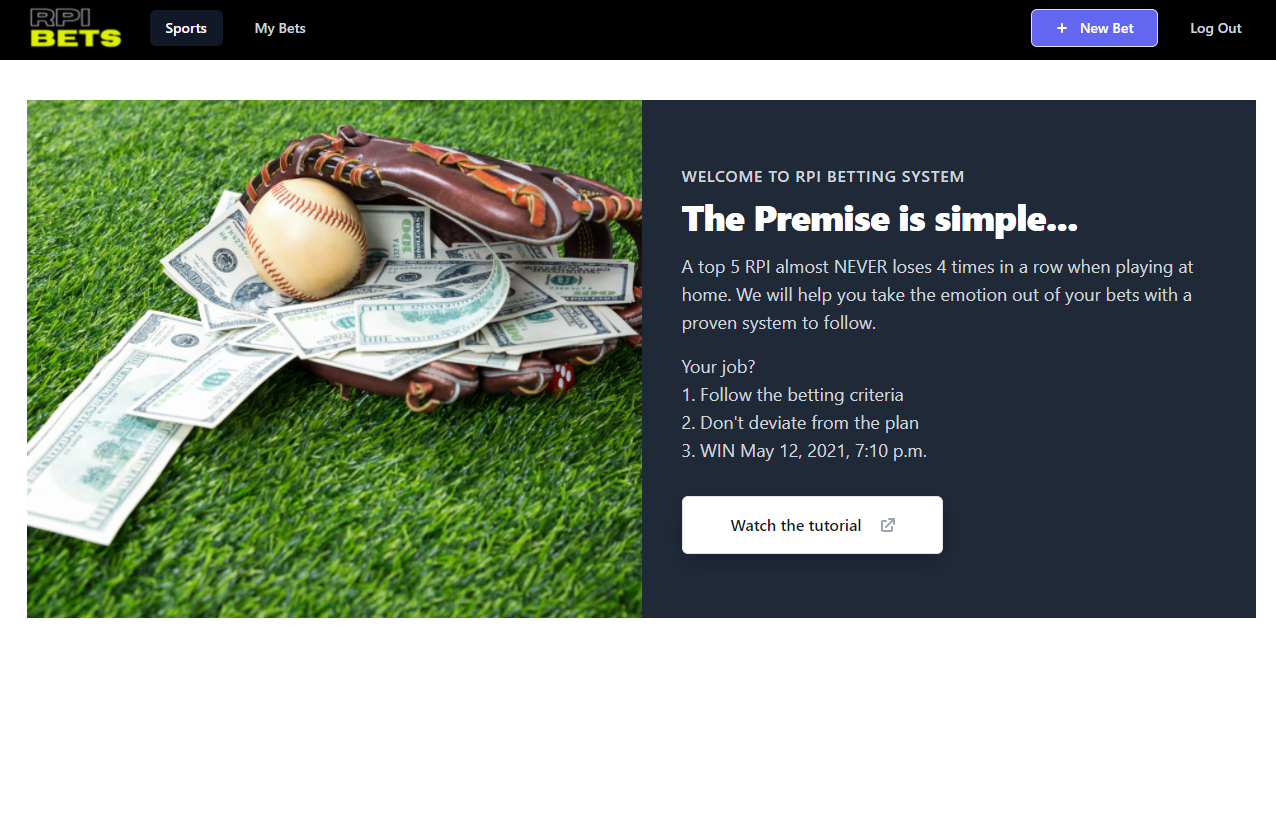 RPI
BETS
Sports
My Bets
+ New Bet
Log Out
WELCOME TO RPI BETTING SYSTEM
The Premise is simple...
A top 5 RPI almost NEVER loses 4 times in a row when playing at
home. We will help you take the emotion out of your bets with a
proven system to follow.
Your job?
1. Follow the betting criteria
2. Don't deviate from the plan
3. WIN May 12, 2021, 7:10 p.m.
Watch the tutorial